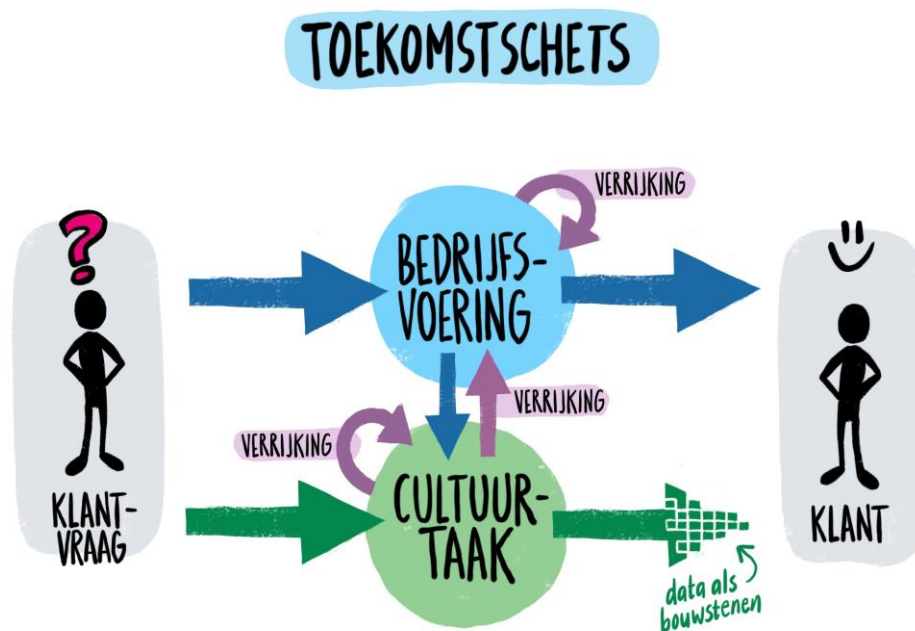 TOEKOMSTSCHETS
VERRIJKING
?
BEDRIJFS-
VOERING
VERRIJKING
VERRIJKING
KLANT-
VRAAG
CULTUUR-
TAAK
KLANT
data als
bouwstenen